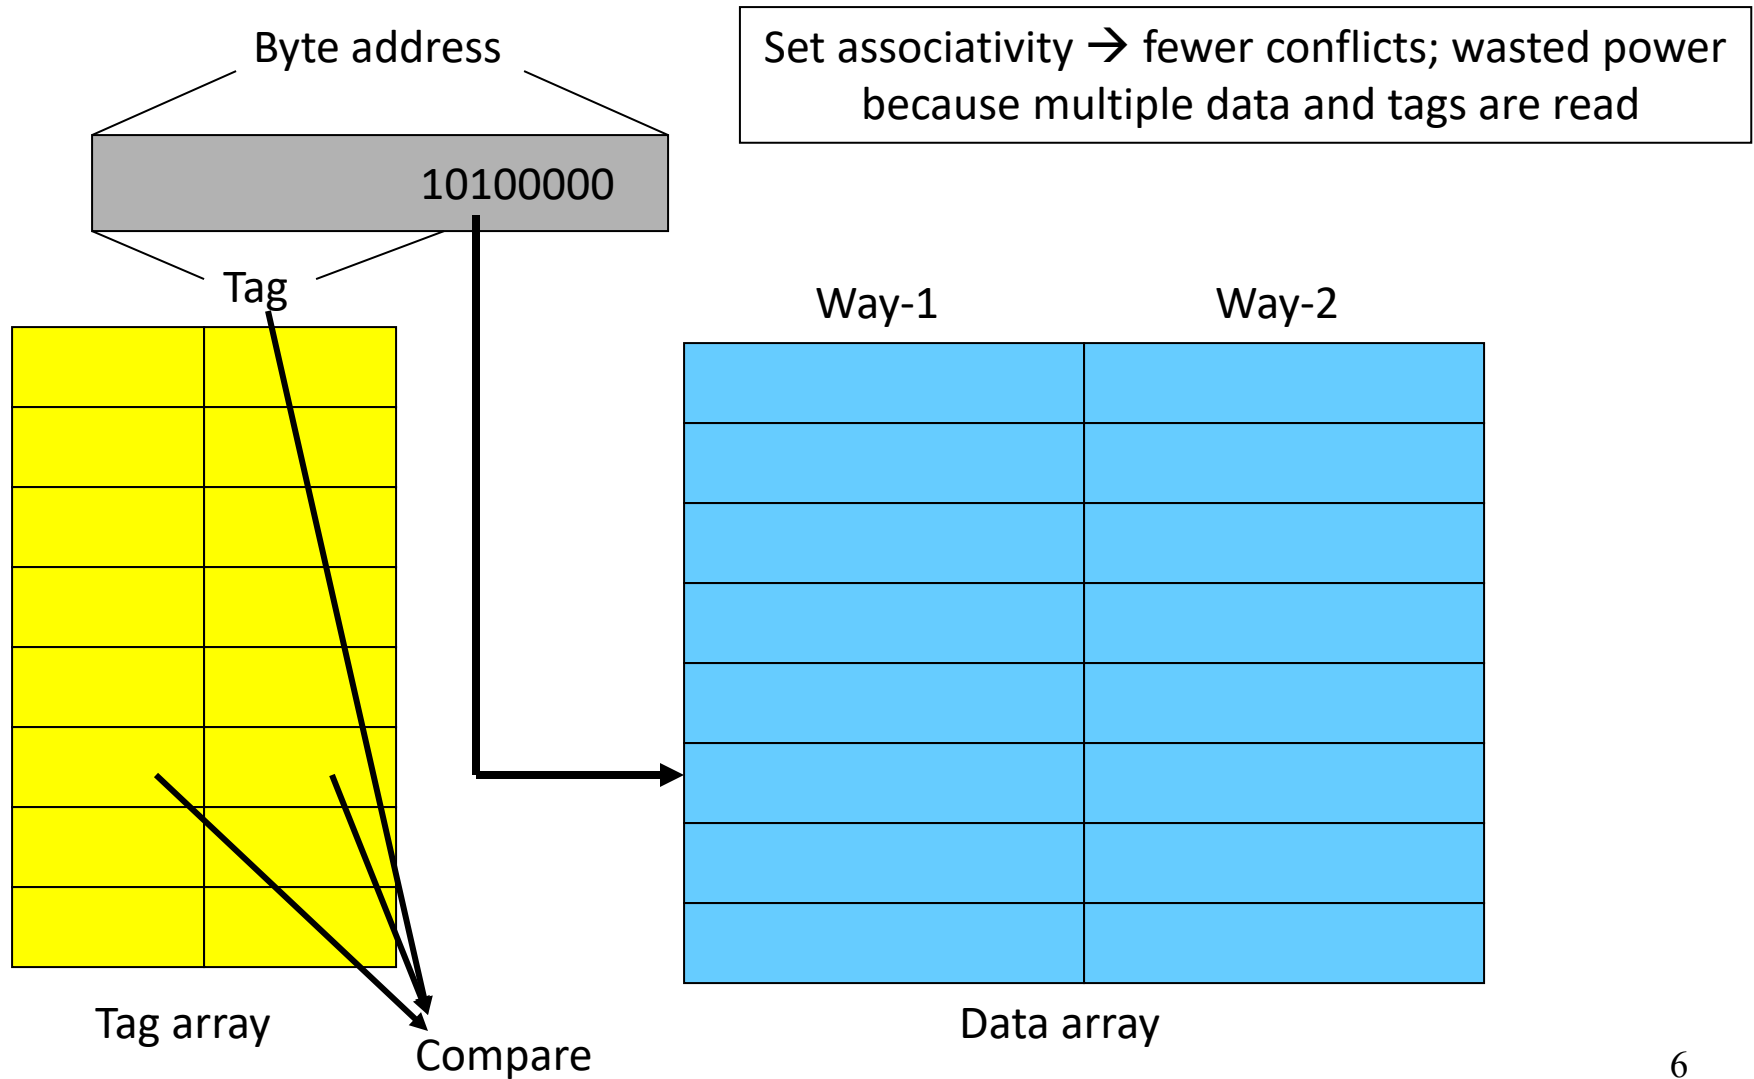 Byte address
Set associativity → fewer conflicts; wasted power
because multiple data and tags are read
10100000
Tag
Way-1
Way-2
Tag array
Data array
Compare
6